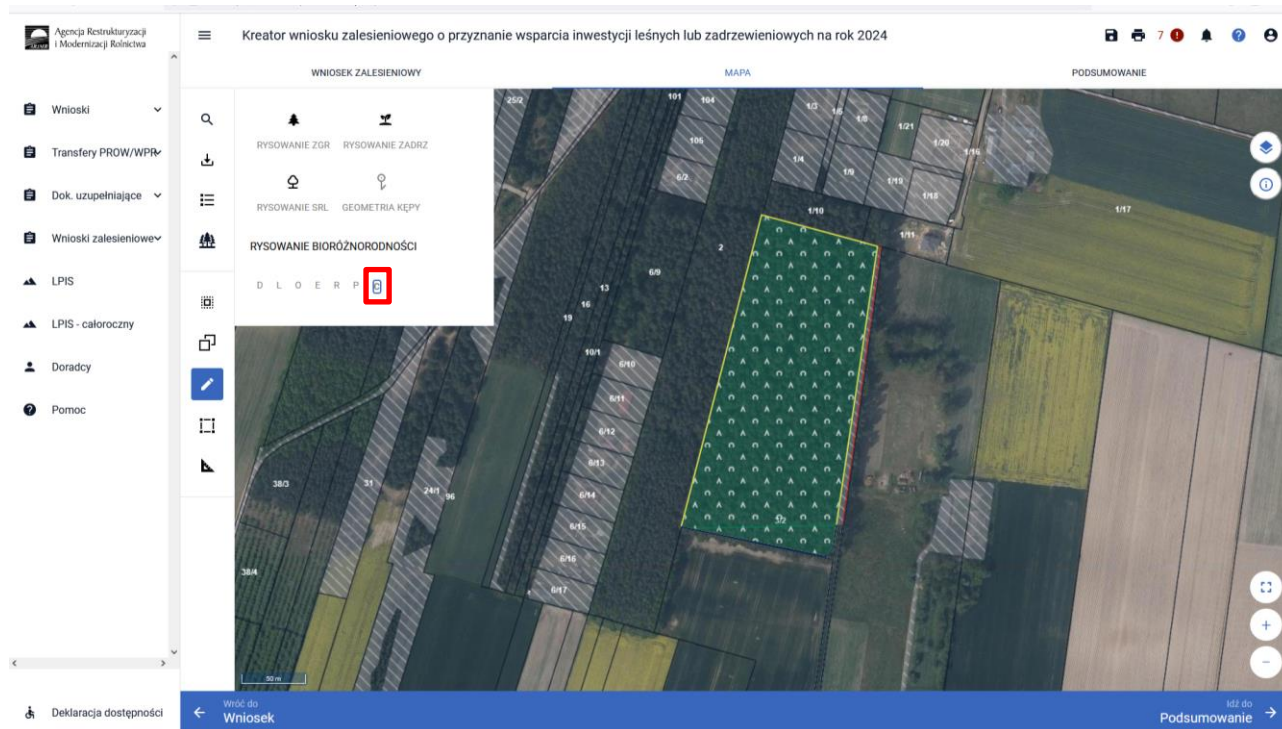 Agencja Restrukturyzacji
i Modernizacji Rolnictwa
Kreator wniosku zalesieniowego o przyznanie wsparcia inwestycji leśnych lub zadrzewieniowych na rok 2024
7
WNIOSEK ZALESIENIOWY
MAPA
PODSUMOWANIE
Wnioski
Transfery PROW/WPR
Dok. uzupełniające
Wnioski zalesieniowe
LPIS
LPIS - całoroczny
Doradcy
Pomoc
RYSOWANIE ZGR
RYSOWANIE ZADRZ
RYSOWANIE SRL
GEOMETRIA KĘPY
RYSOWANIE BIORÓŻNORODNOŚCI
D L O E R P C
25/2
101
104
105
6/2
1/3
1/5
1/8
1/21
1/20
1/16
1/4
1/9
1/19
1/18
1/10
1/11
1/17
2
6/9
13
16
19
10/1
6/10
6/11
6/12
6/13
6/14
6/15
6/16
6/17
38/3
31
24/1
96
38/4
3/2
50 m
Deklaracja dostępności
Wróć do
Wniosek
Idź do
Podsumowanie